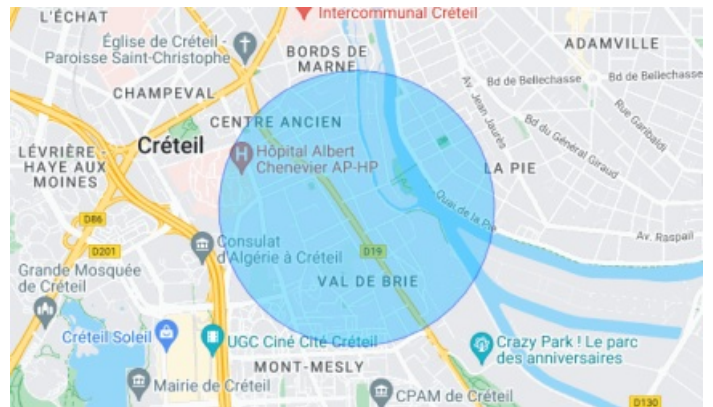 L'ÉCHAT
Intercommunal Créteil
Église de Créteil -
Paroisse Saint-Christophe
BORDS DE
MARNE
ADAMVILLE
Bd de Bellechasse
Bd de Bellechasse
Av. Jean Jaurès
Rue Garibaldi
CHAMPEVAL
CENTRE ANCIEN
Bd du Général Giraud
Créteil
LÉVRIÈRE -
HAYE AUX
MOINES
Hôpital Albert
Chenevier AP-HP
LA PIE
Quai de la Pie
D86
Av. Raspail
D201
Consulat
d'Algérie à Créteil
D19
Grande Mosquée
de Créteil
VAL DE BRIE
Créteil Soleil
UGC Ciné Cité Créteil
Crazy Park ! Le parc
des anniversaires
MONT-MESLY
Mairie de Créteil
CPAM de Créteil
D130